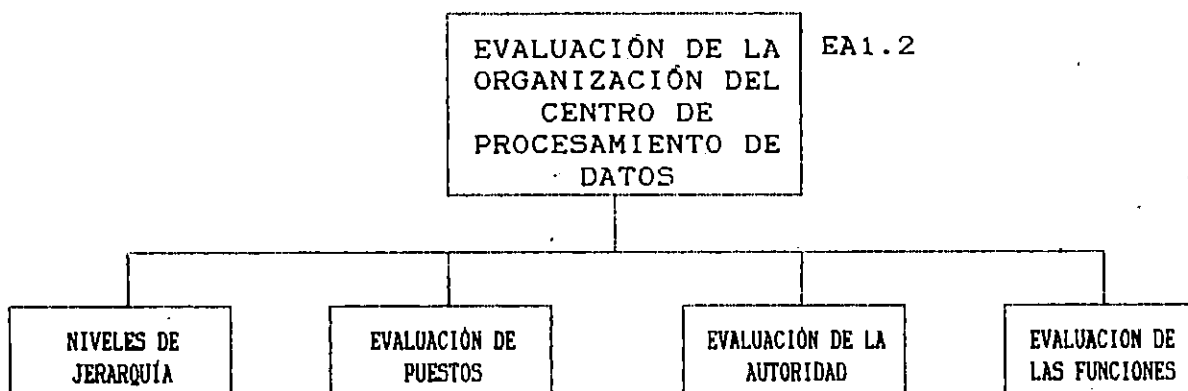 EVALUACIÓN DE LA
ORGANIZACIÓN DEL
CENTRO DE
PROCESAMIENTO DE
DATOS
EA1.2
NIVELES DE
JERARQUÍA
EVALUACIÓN DE
PUESTOS
EVALUACIÓN DE LA
AUTORIDAD
EVALUACION DE
LAS FUNCIONES